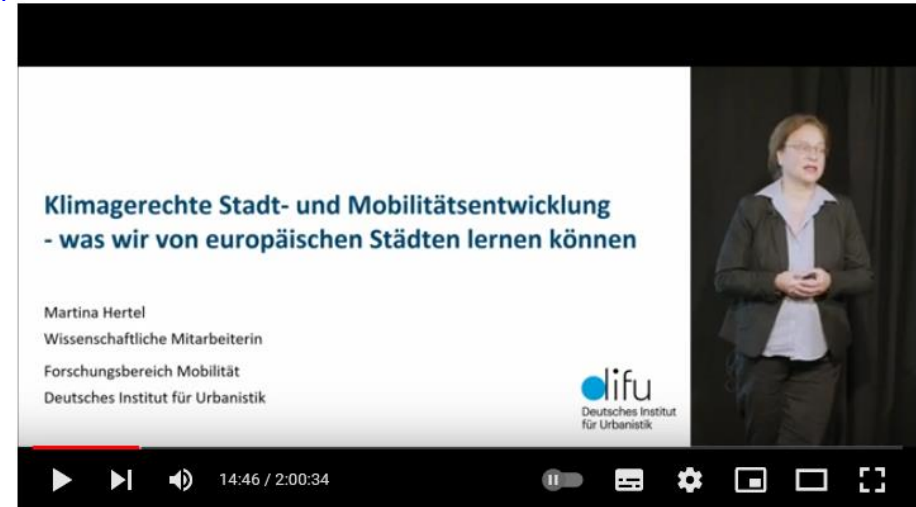 Klimagerechte Stadt- und Mobilitätsentwicklung
- was wir von europäischen Städten lernen können
Martina Hertel
Wissenschaftliche Mitarbeiterin
Forschungsbereich Mobilität
Deutsches Institut für Urbanistik
difu
Deutsches Institut
für Urbanistik
14:46 / 2:00:34